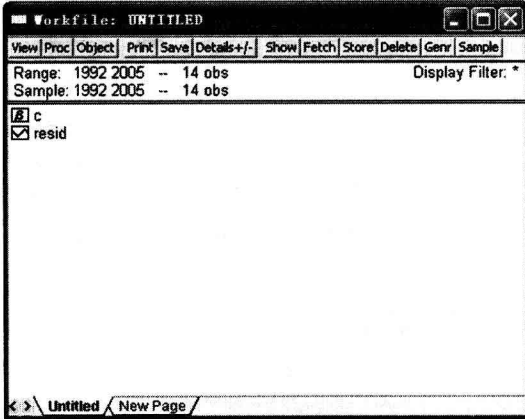 Workfile: UNTITLED
View Proc Object Print Save Details+/- Show Fetch Store Delete Genr Sample
Range: 1992 2005 -- 14 obs Display Filter: *
Sample: 1992 2005 -- 14 obs
β c
resid
< > Untitled New Page